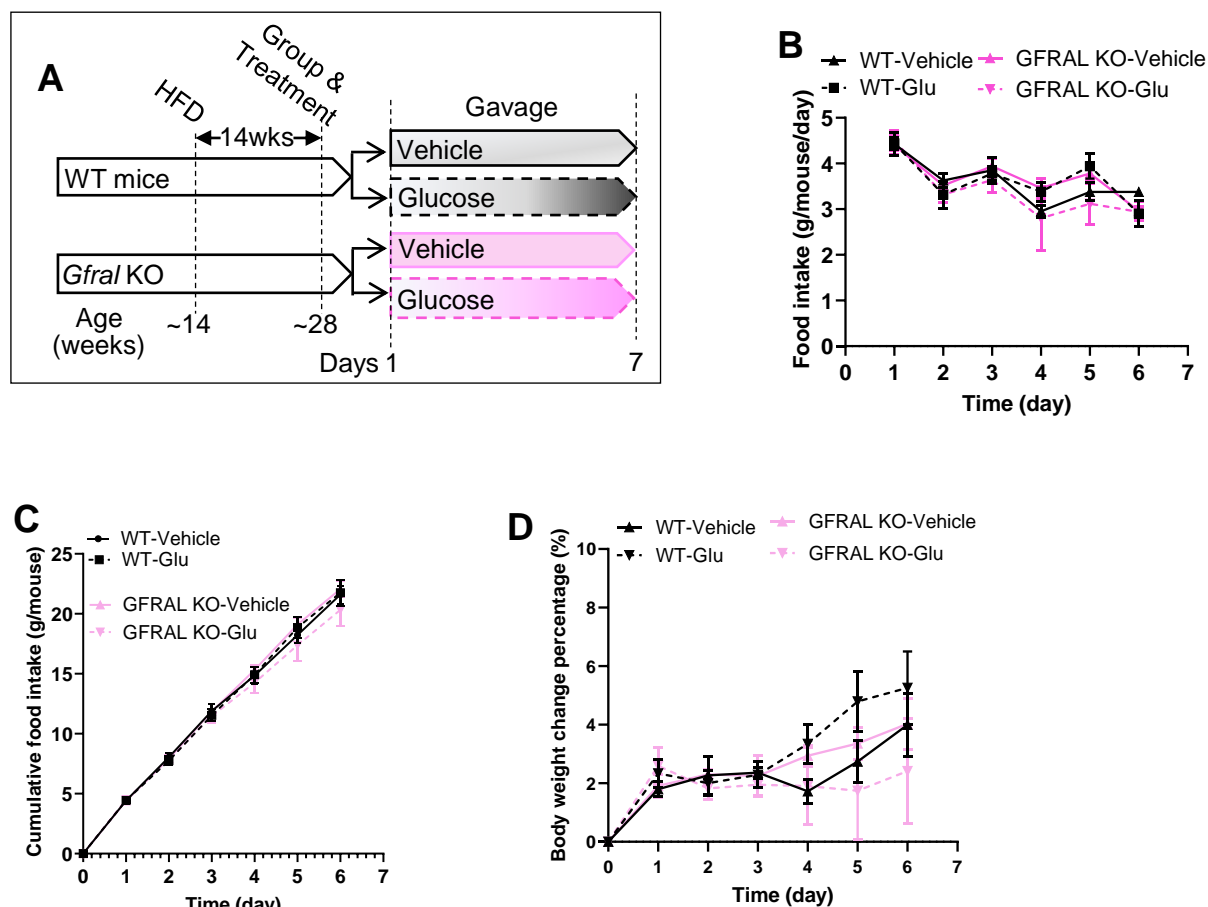 A
HFD
Group &
Treatment
14wks
Gavage
WT mice
Vehicle
Glucose
Gfral KO
Vehicle
Glucose
Age
(weeks)
~14
~28
Days 1
7
B
WT-Vehicle
GFRAL KO-Vehicle
WT-Glu
GFRAL KO-Glu
Food intake (g/mouse/day)
5
4
3
2
1
0
0 1 2 3 4 5 6 7
Time (day)
C
WT-Vehicle
WT-Glu
GFRAL KO-Vehicle
GFRAL KO-Glu
Cumulative food intake (g/mouse)
25
20
15
10
5
0
0 1 2 3 4 5 6 7
Time (day)
D
WT-Vehicle
GFRAL KO-Vehicle
WT-Glu
GFRAL KO-Glu
Body weight change percentage (%)
10
8
6
4
2
0
0 1 2 3 4 5 6 7
Time (day)